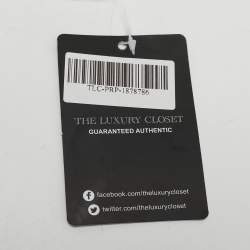 TLC-PRP-1878786
THE LUXURY CLOSET
GUARANTEED AUTHENTIC
facebook.com/theluxurycloset
twitter.com/theluxurycloset